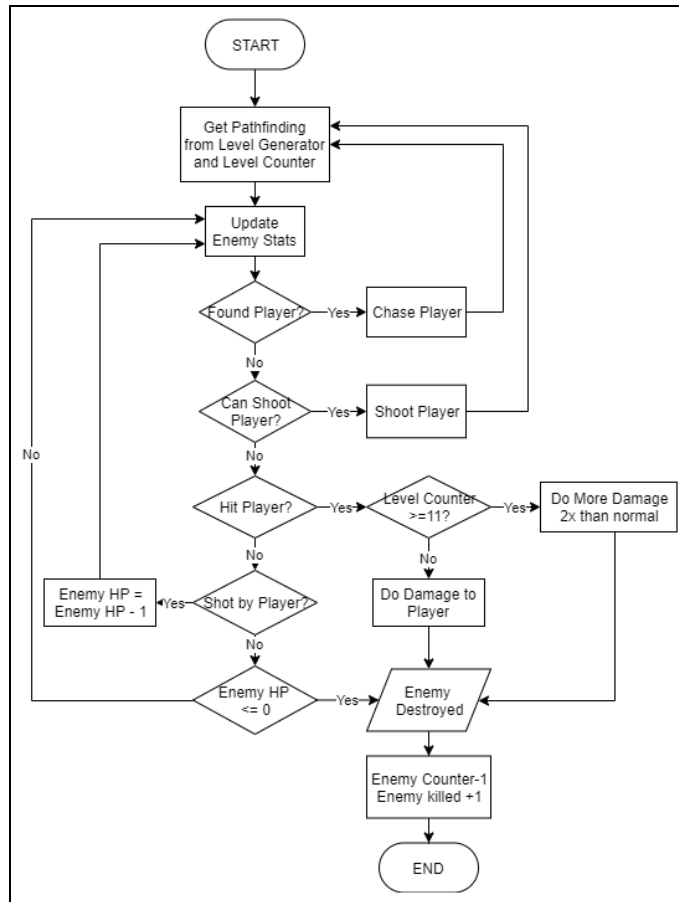 START
Get Pathfinding
from Level Generator
and Level Counter
Update
Enemy Stats
Found Player?
Yes
Chase Player
No
Can Shoot
Player?
Yes
Shoot Player
No
No
Hit Player?
Yes
Level Counter
>=11?
Yes
Do More Damage
2x than normal
No
No
Enemy HP =
Enemy HP - 1
Yes
Shot by Player?
Do Damage to
Player
No
Enemy HP
<= 0
Yes
Enemy
Destroyed
Enemy Counter-1
Enemy killed +1
END